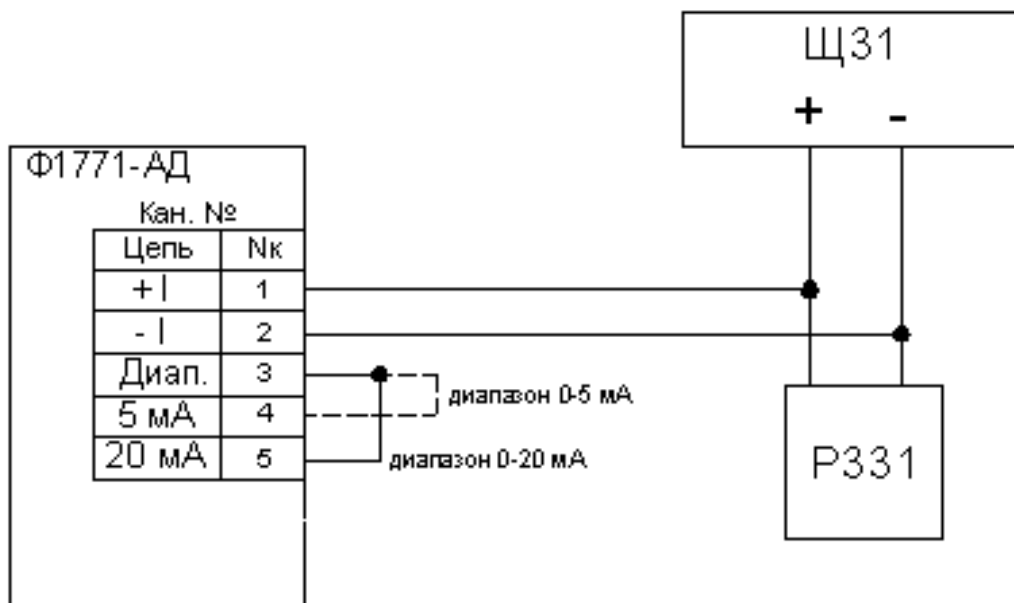 Щ31
+ -
Ф1771-АД
Кан. №
Цепь Nк
+ I 1
- I 2
Диап. 3
5 мА 4
20 мА 5
диапазон 0-5 мА
диапазон 0-20 мА
Р331